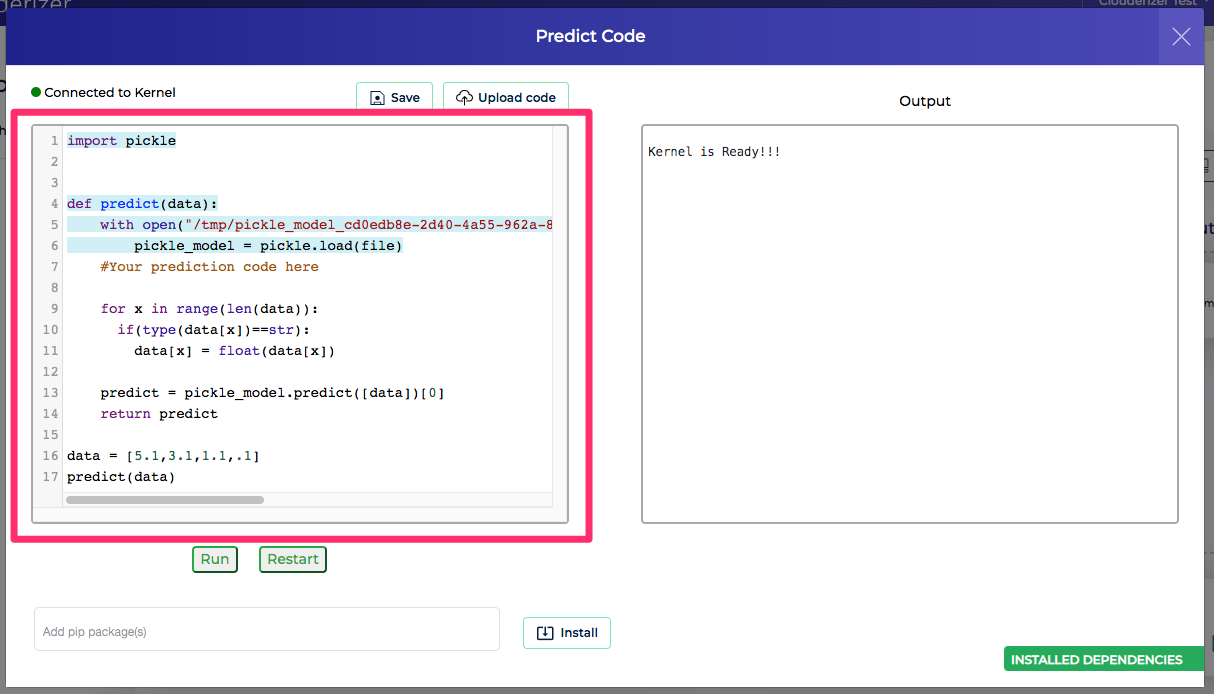 Predict Code
Connected to Kernel
Save
Upload code
Output
1 import pickle
2
3
4 def predict(data):
5 with open("/tmp/pickle_model_cd0edb8e-2d40-4a55-962a-8
6 pickle_model = pickle.load(file)
7 #Your prediction code here
8
9 for x in range(len(data)):
10 if(type(data[x])==str):
11 data[x] = float(data[x])
12
13 predict = pickle_model.predict([data])[0]
14 return predict
15
16 data = [5.1,3.1,1.1,.1]
17 predict(data)
Kernel is Ready!!!
Run
Restart
Add pip package(s)
Install
INSTALLED DEPENDENCIES